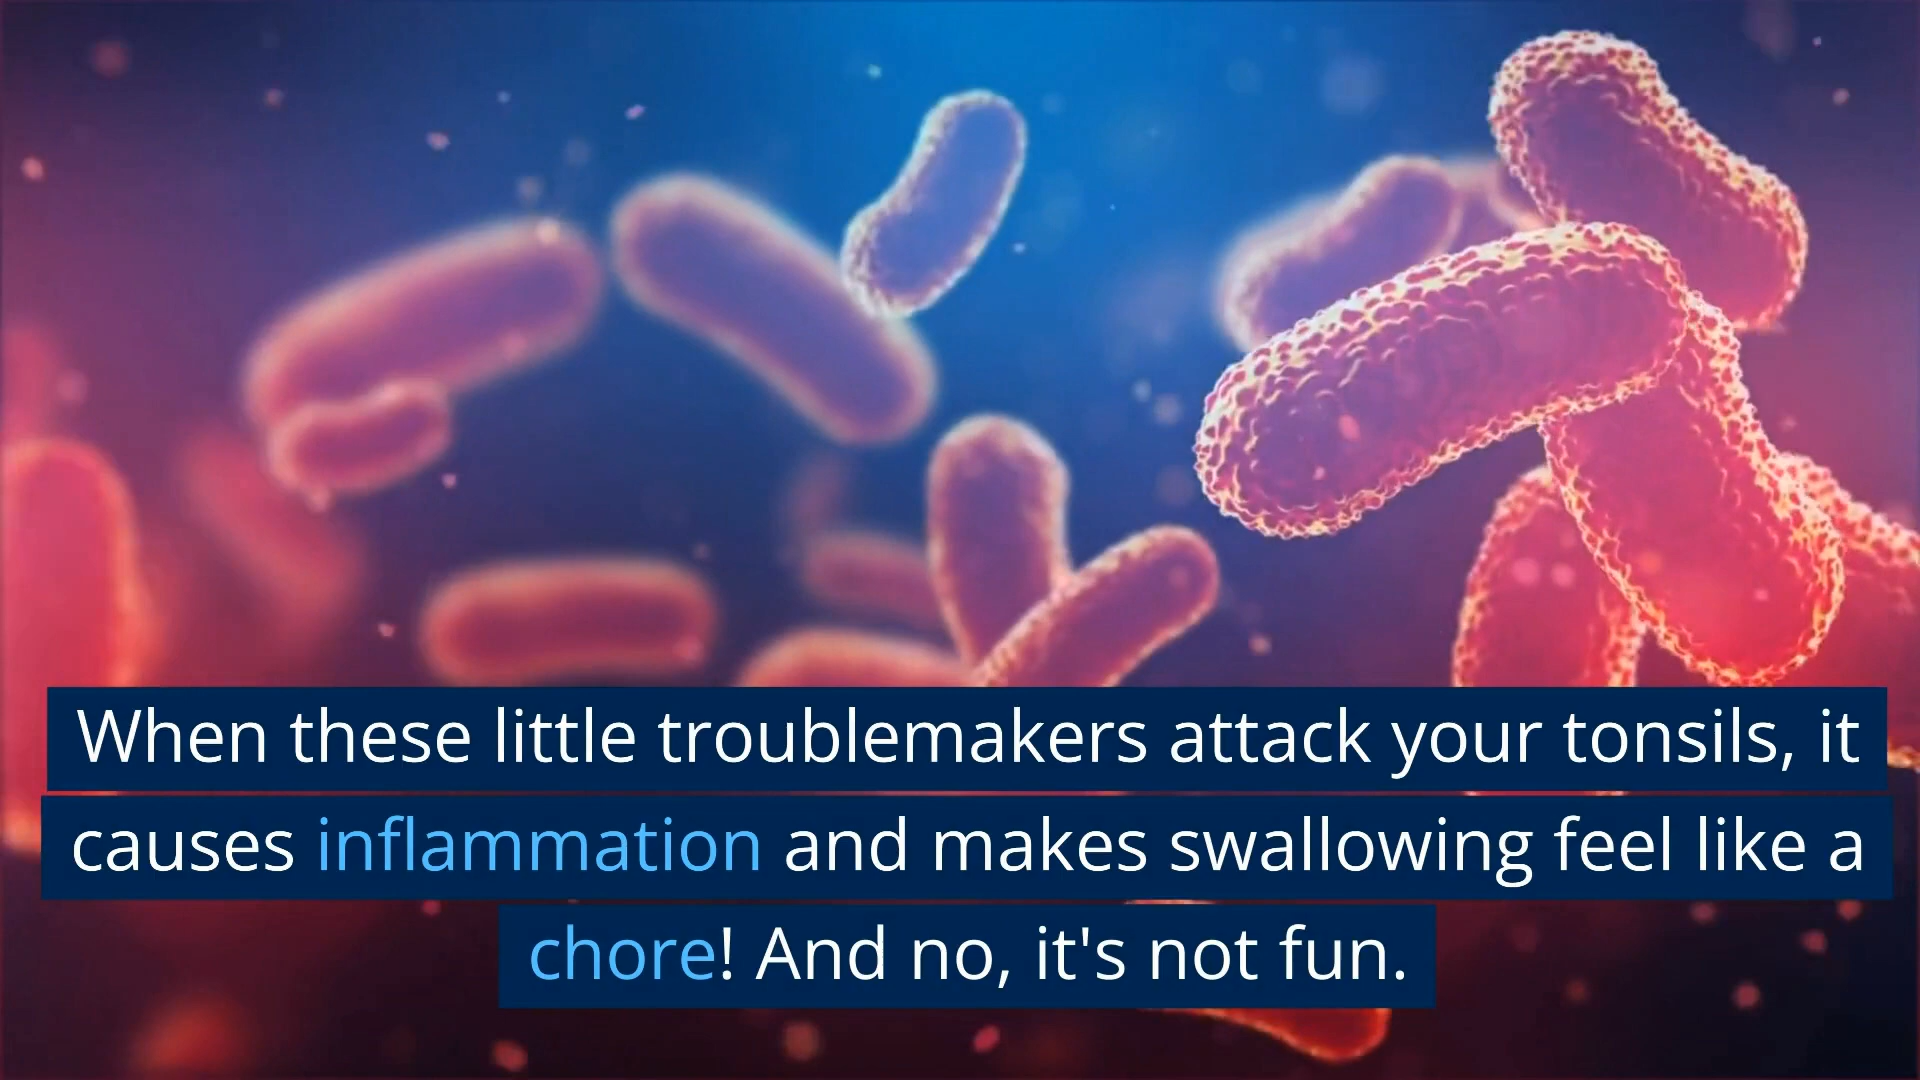 When these little troublemakers attack your tonsils, it
causes inflammation and makes swallowing feel like a
chore! And no, it's not fun.